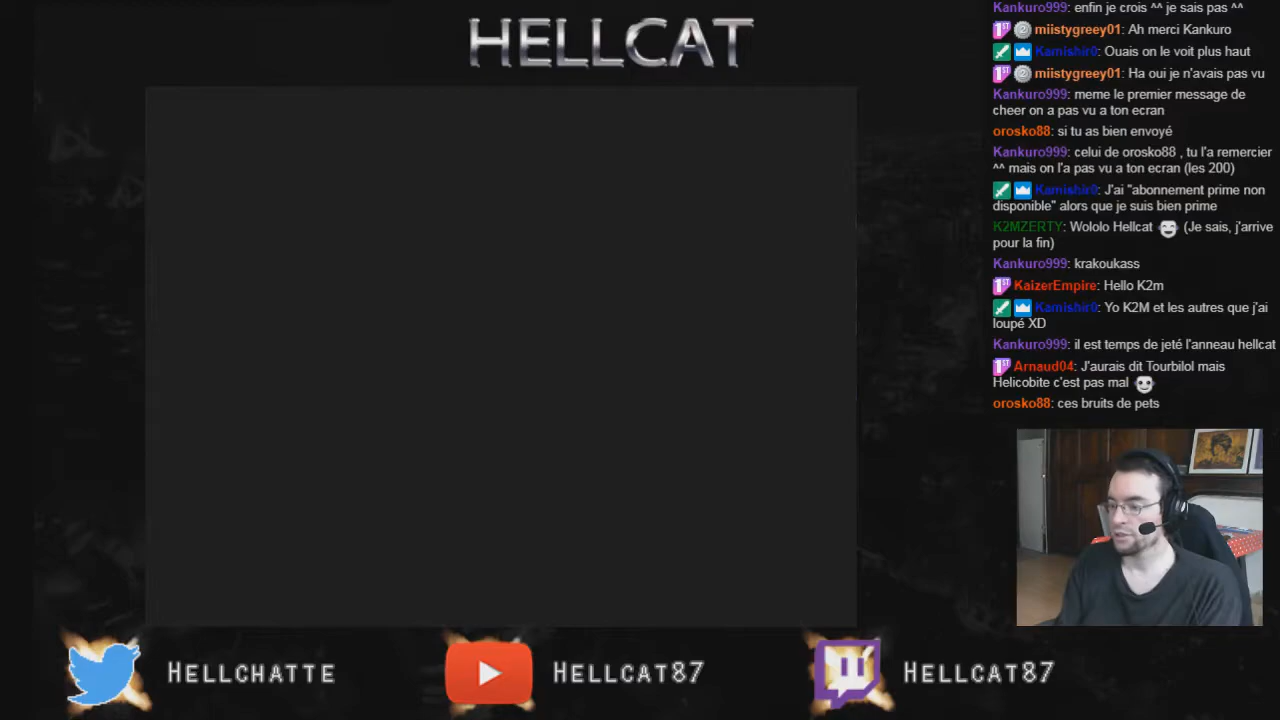 HELLCAT
Kankuro999: enfin je crois ^^ je sais pas ^^
1ST 2 miistygreey01: Ah merci Kankuro
Kamishir0: Ouais on le voit plus haut
1ST 2 miistygreey01: Ha oui je n'avais pas vu
Kankuro999: meme le premier message de
cheer on a pas vu a ton ecran
orosko88: si tu as bien envoyé
Kankuro999: celui de orosko88 , tu l'a remercier
^^ mais on l'a pas vu a ton ecran (les 200)
Kamishir0: J'ai "abonnement prime non
disponible" alors que je suis bien prime
K2MZERTY: Wololo Hellcat (Je sais, j'arrive
pour la fin)
Kankuro999: krakoukass
1ST KaizerEmpire: Hello K2m
Kamishir0: Yo K2M et les autres que j'ai
loupé XD
Kankuro999: il est temps de jeté l'anneau hellcat
1ST Arnaud04: J'aurais dit Tourbilol mais
Helicobite c'est pas mal
orosko88: ces bruits de pets
Hellchatte
Hellcat87
Hellcat87